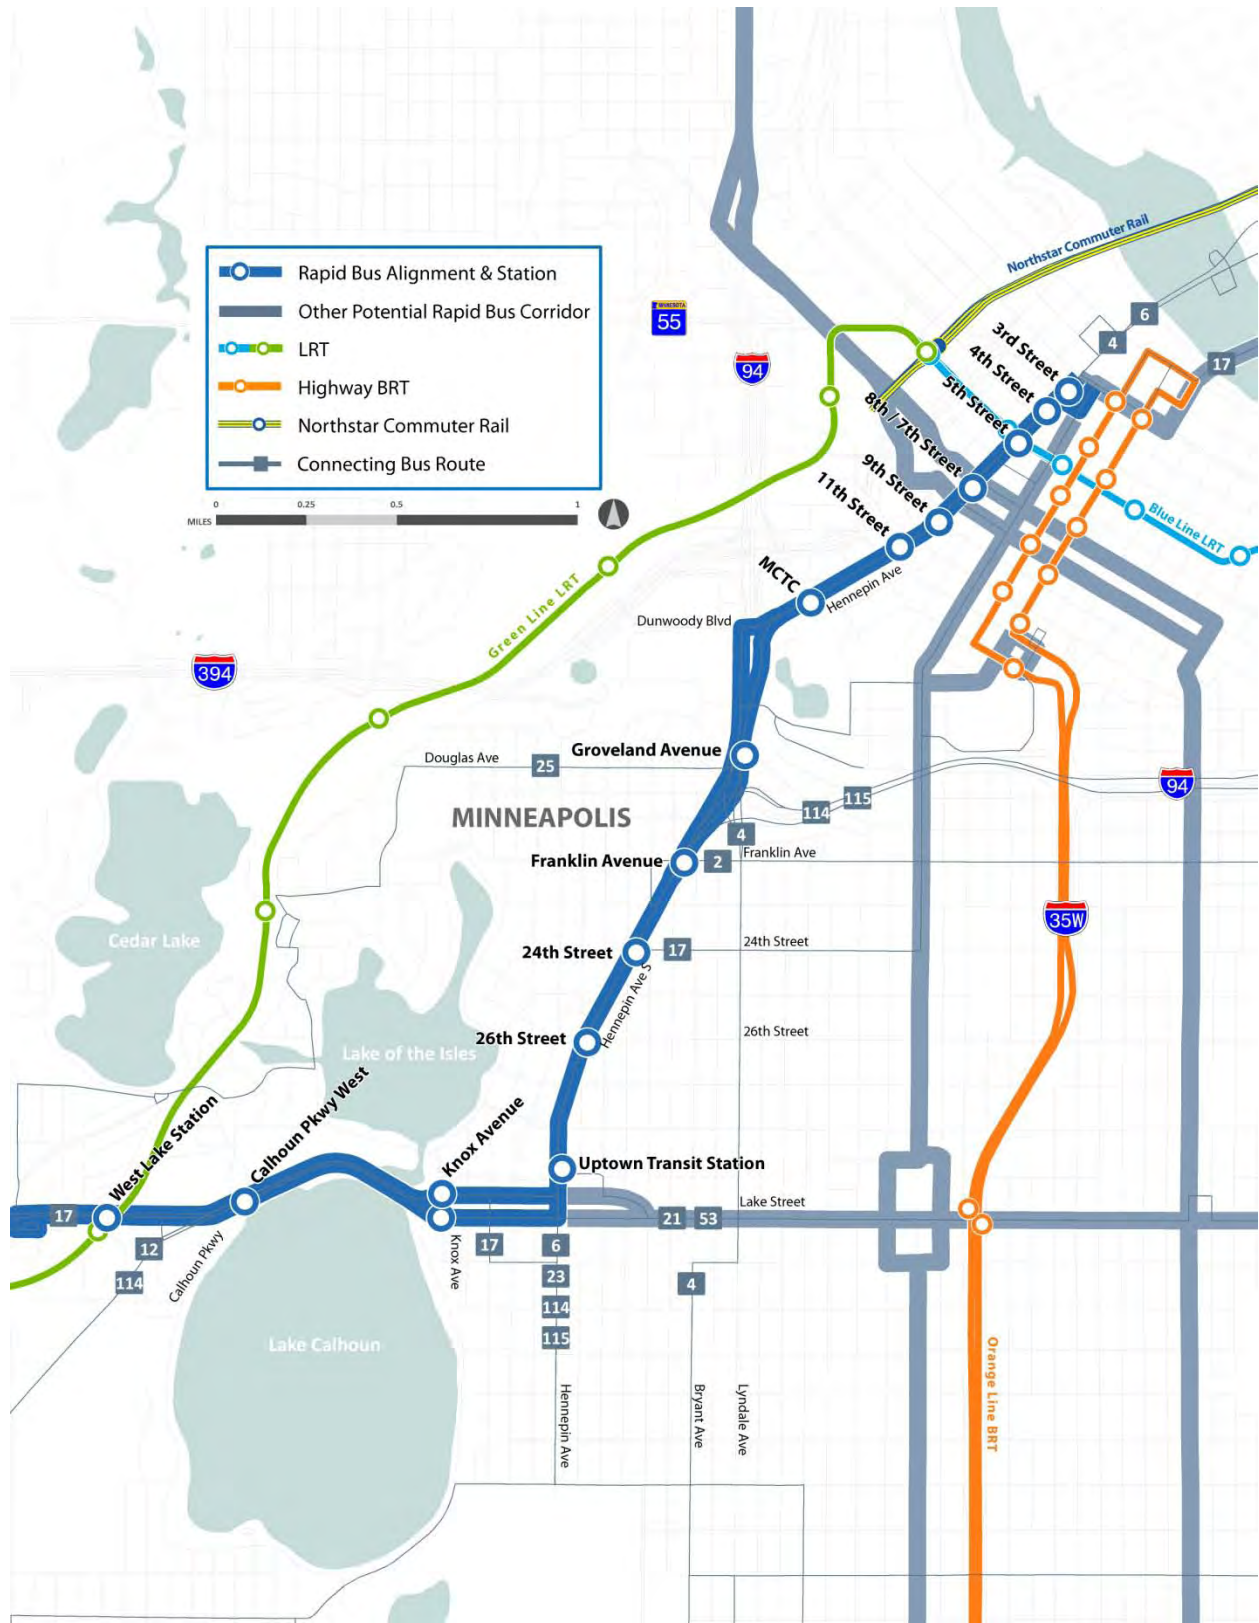 Northstar Commuter Rail
Rapid Bus Alignment & Station
Other Potential Rapid Bus Corridor
LRT
Highway BRT
Northstar Commuter Rail
Connecting Bus Route
MINNESOTA
55
94
6
4
17
3rd Street
4th Street
5th Street
8th / 7th Street
9th Street
11th Street
MCTC
Hennepin Ave
Blue Line LRT
0
0.25
0.5
1
MILES
Green Line LRT
Dunwoody Blvd
394
Groveland Avenue
Douglas Ave
25
94
115
114
MINNEAPOLIS
4
Franklin Avenue
2
Franklin Ave
35W
Cedar Lake
24th Street
17
24th Street
Hennepin Ave S
26th Street
26th Street
Lake of the Isles
West Lake Station
Calhoun Pkwy West
Knox Avenue
Uptown Transit Station
Lake Street
17
21
53
12
114
Calhoun Pkwy
Knox Ave
17
6
23
114
115
4
Lake Calhoun
Hennepin Ave
Bryant Ave
Lyndale Ave
Orange Line BRT